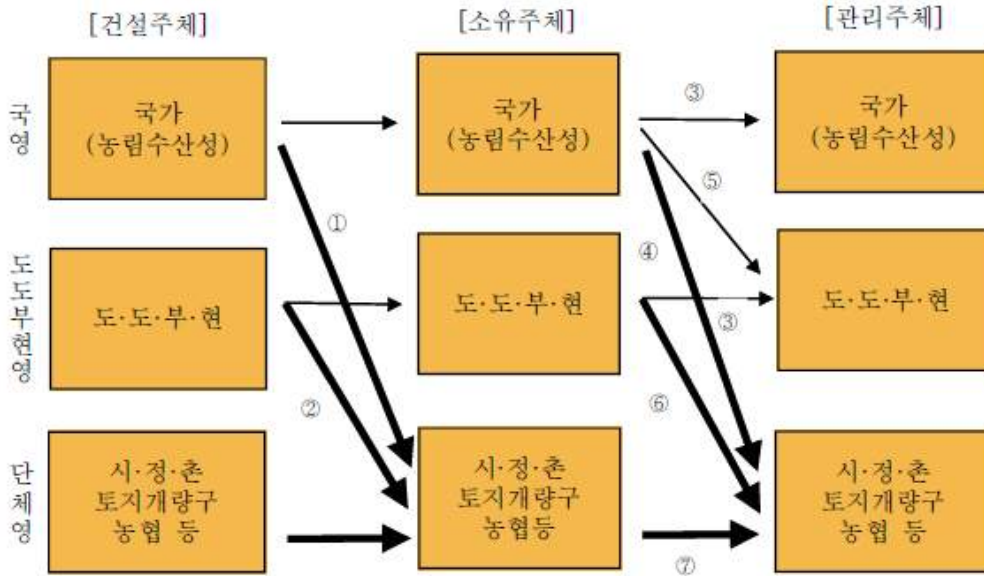 [건설주체]
[소유주체]
[관리주체]
국영
국가
(농림수산성)
국가
(농림수산성)
③
국가
(농림수산성)
⑤
①
④
도도부현영
도·도·부·현
도·도·부·현
③
도·도·부·현
②
⑥
단체영
시·정·촌
토지개량구
농협 등
시·정·촌
토지개량구
농협등
시·정·촌
토지개량구
농협 등
⑦